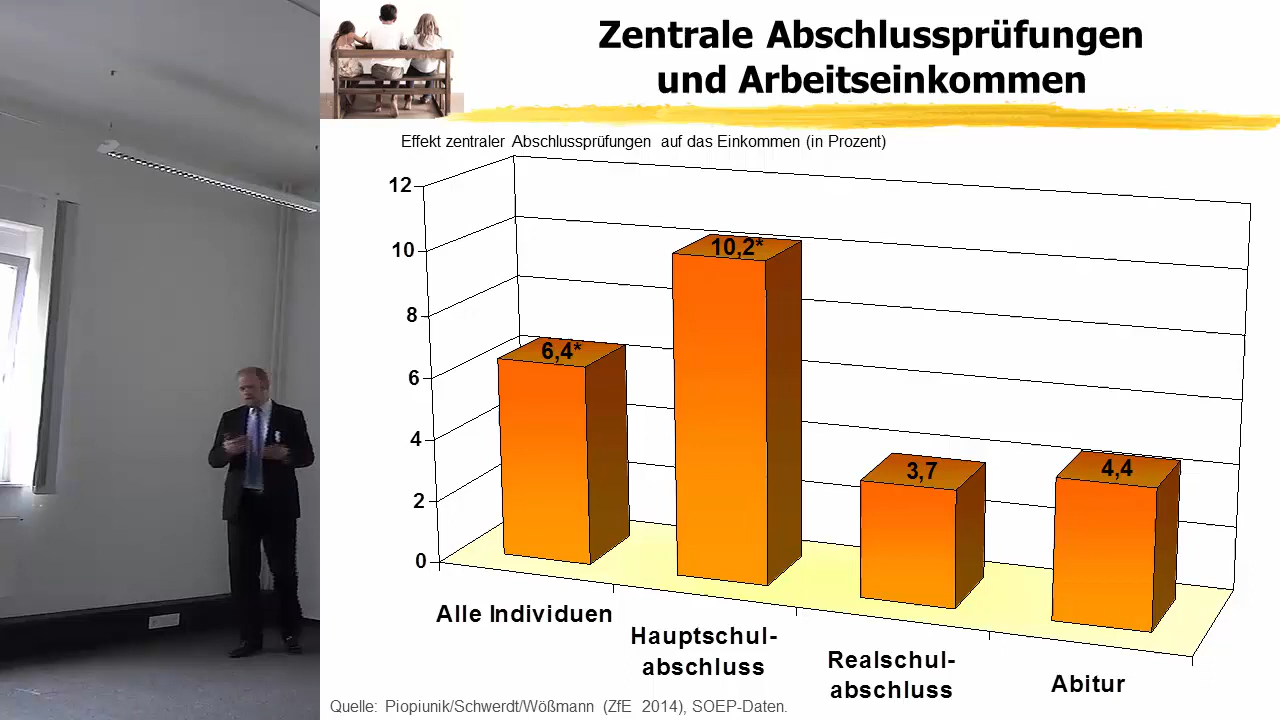 Zentrale Abschlussprüfungen
und Arbeitseinkommen
Effekt zentraler Abschlussprüfungen auf das Einkommen (in Prozent)
12
10
8
6
4
2
0
6,4*
10,2*
3,7
4,4
Alle Individuen
Hauptschul-
abschluss
Realschul-
abschluss
Abitur
Quelle: Piopiunik/Schwerdt/Wößmann (ZfE 2014), SOEP-Daten.